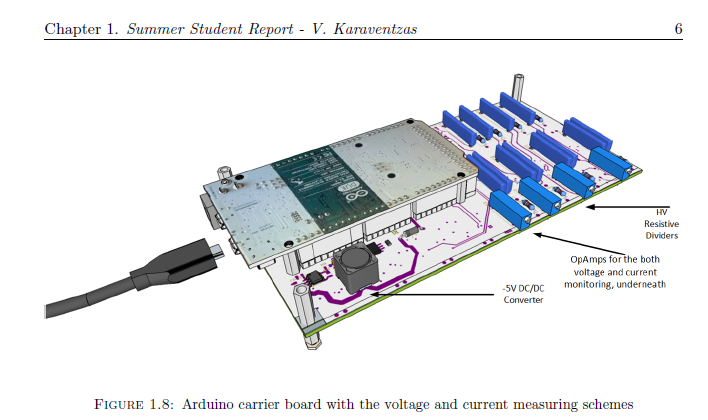 Chapter 1. Summer Student Report - V. Karaventzas 6
HV
Resistive
Dividers
OpAmps for the both
voltage and current
monitoring, underneath
-5V DC/DC
Converter
FIGURE 1.8: Arduino carrier board with the voltage and current measuring schemes